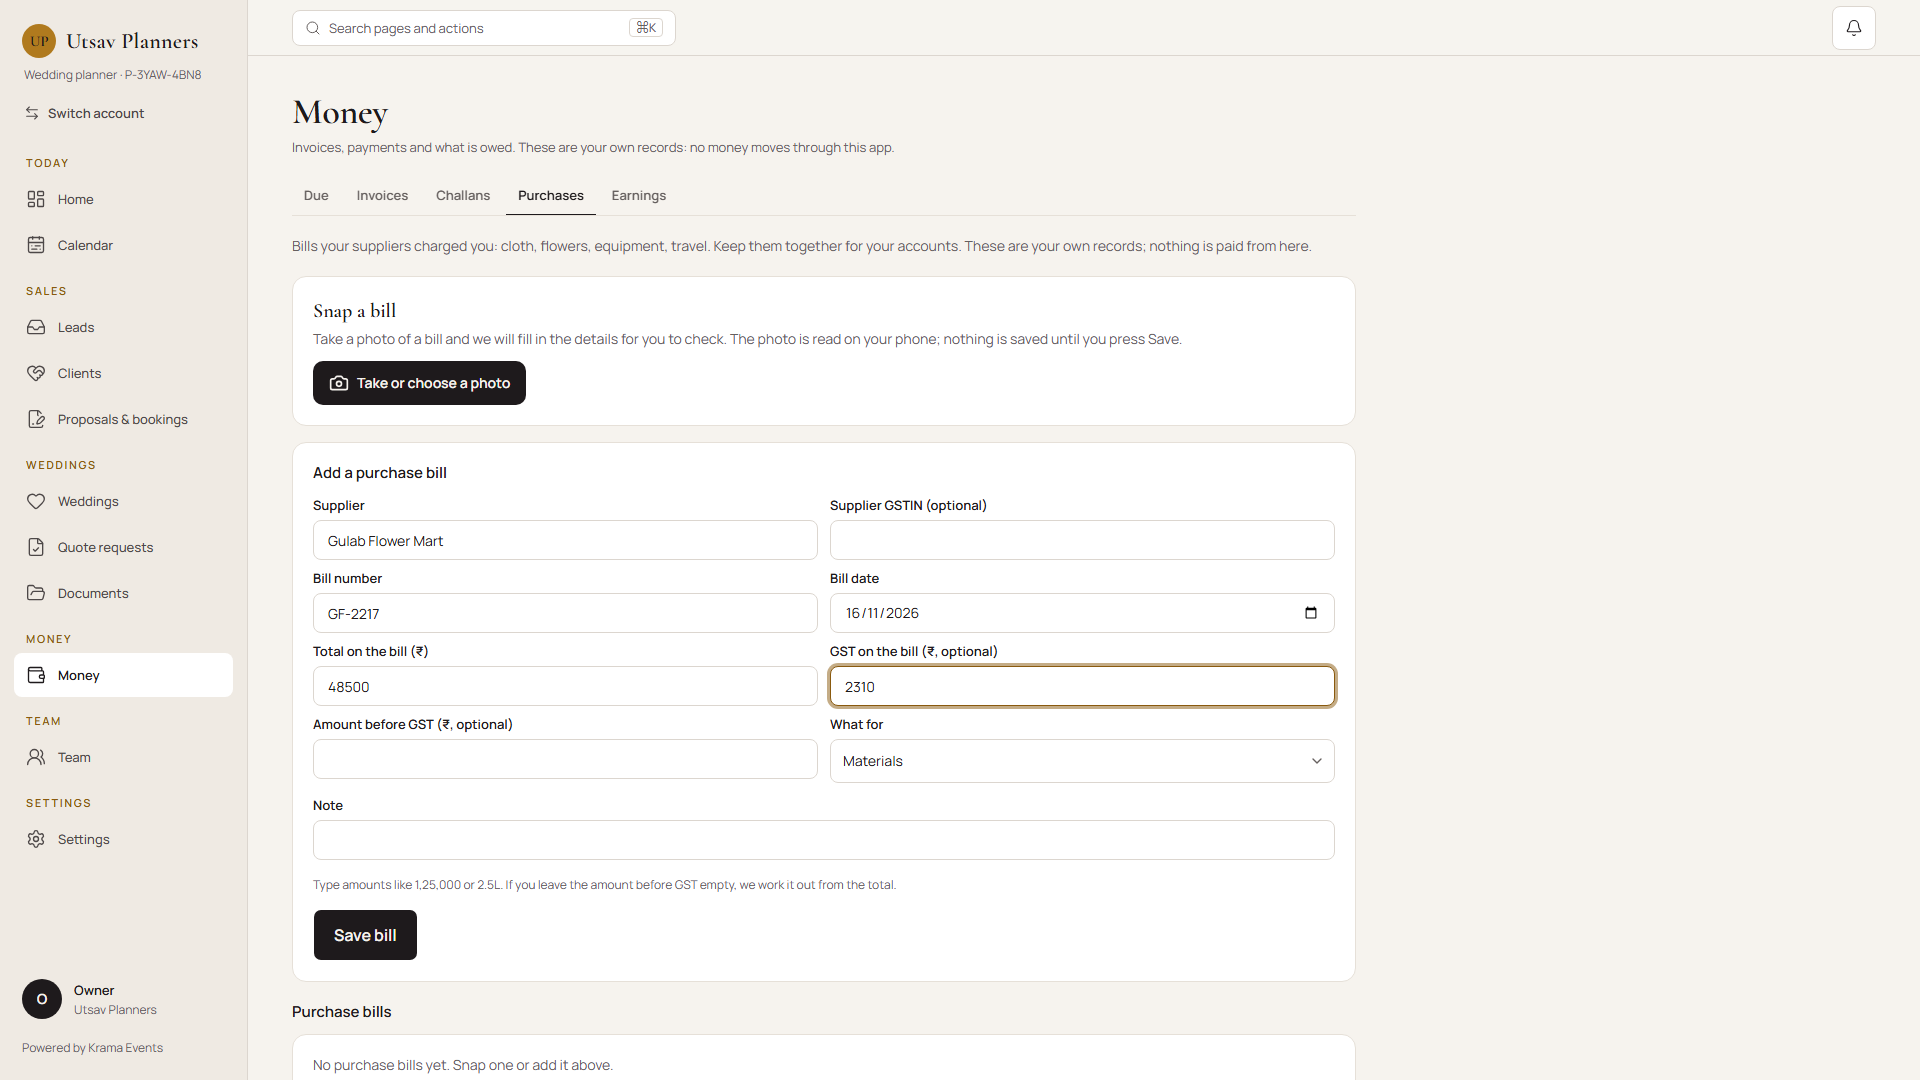 UP Utsav Planners
Wedding planner · P-3YAW-4BN8
Switch account
TODAY
Home
Calendar
SALES
Leads
Clients
Proposals & bookings
WEDDINGS
Weddings
Quote requests
Documents
MONEY
Money
TEAM
Team
SETTINGS
Settings
O
Owner
Utsav Planners
Powered by Krama Events
Search pages and actions ⌘K
Money
Invoices, payments and what is owed. These are your own records: no money moves through this app.
Due Invoices Challans Purchases Earnings
Bills your suppliers charged you: cloth, flowers, equipment, travel. Keep them together for your accounts. These are your own records; nothing is paid from here.
Snap a bill
Take a photo of a bill and we will fill in the details for you to check. The photo is read on your phone; nothing is saved until you press Save.
Take or choose a photo
Add a purchase bill
Supplier Supplier GSTIN (optional)
Gulab Flower Mart
Bill number Bill date
GF-2217 16/11/2026
Total on the bill (₹) GST on the bill (₹, optional)
48500 2310
Amount before GST (₹, optional) What for
Materials
Note
Type amounts like 1,25,000 or 2.5L. If you leave the amount before GST empty, we work it out from the total.
Save bill
Purchase bills
No purchase bills yet. Snap one or add it above.